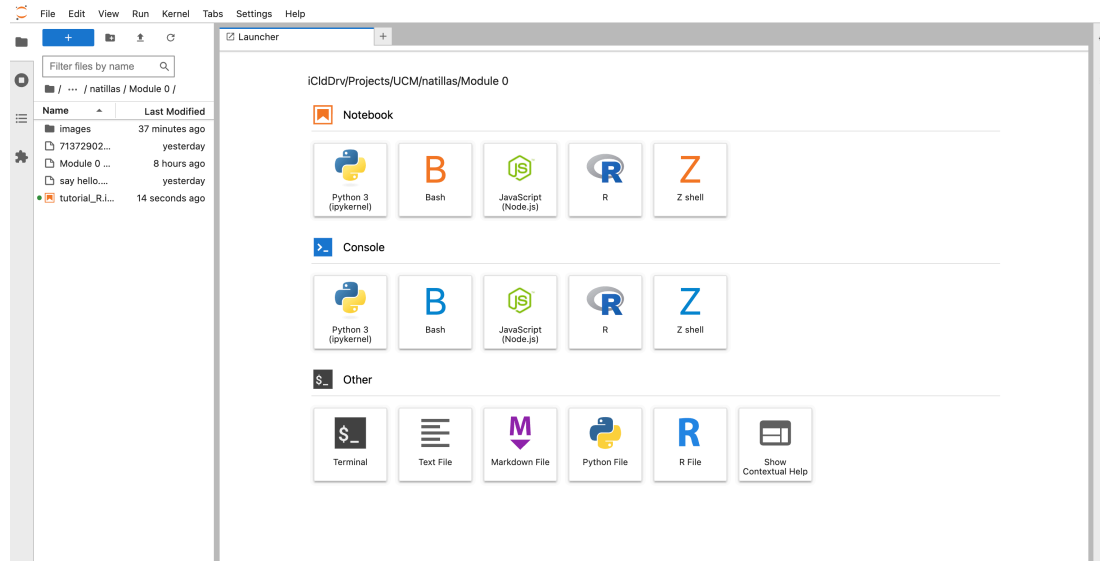 File Edit View Run Kernel Tabs Settings Help
Launcher
Filter files by name
/ ··· / natillas / Module 0 /
Name Last Modified
images 37 minutes ago
71372902... yesterday
Module 0 ... 8 hours ago
say hello.... yesterday
tutorial_R.i... 14 seconds ago
iCldDrv/Projects/UCM/natillas/Module 0
Notebook
B JS R Z
Python 3 Bash JavaScript R Z shell
(ipykernel) (Node.js)
>_ Console
B JS R Z
Python 3 Bash JavaScript R Z shell
(ipykernel) (Node.js)
$_ Other
$_ M R
Terminal Text File Markdown File Python File R File Show
Contextual Help